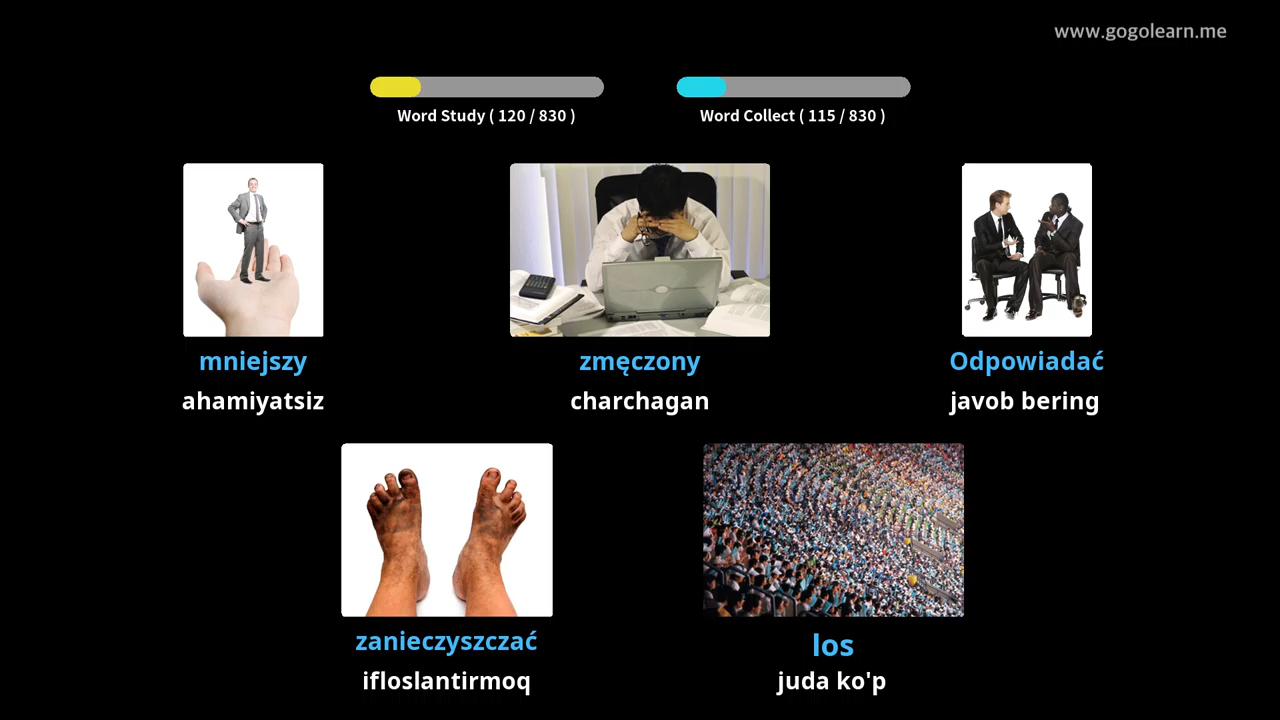 www.gogolearn.me
Word Study ( 120 / 830 )
Word Collect ( 115 / 830 )
mniejszy
ahamiyatsiz
zmęczony
charchagan
Odpowiadać
javob bering
zanieczyszczać
ifloslantirmoq
los
juda ko'p